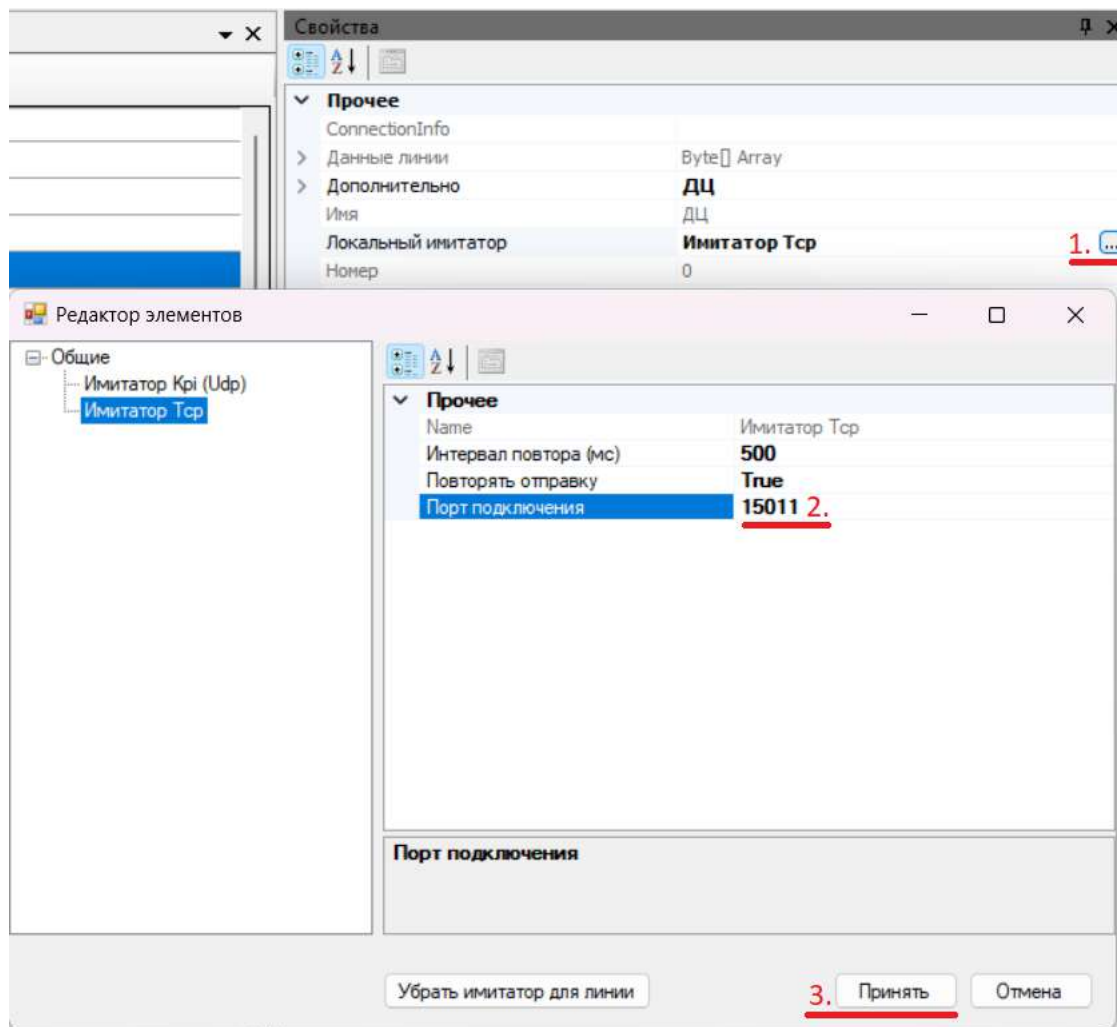 Свойства
Прочее
ConnectionInfo
Данные линии Byte[] Array
Дополнительно ДЦ
Имя ДЦ
Локальный имитатор Имитатор Tcp 1. ...
Номер 0
Редактор элементов
Общие
Имитатор Kpi (Udp)
Имитатор Tcp
Прочее
Name Имитатор Tcp
Интервал повтора (мс) 500
Повторять отправку True
Порт подключения 15011 2.
Порт подключения
Убрать имитатор для линии 3. Принять Отмена